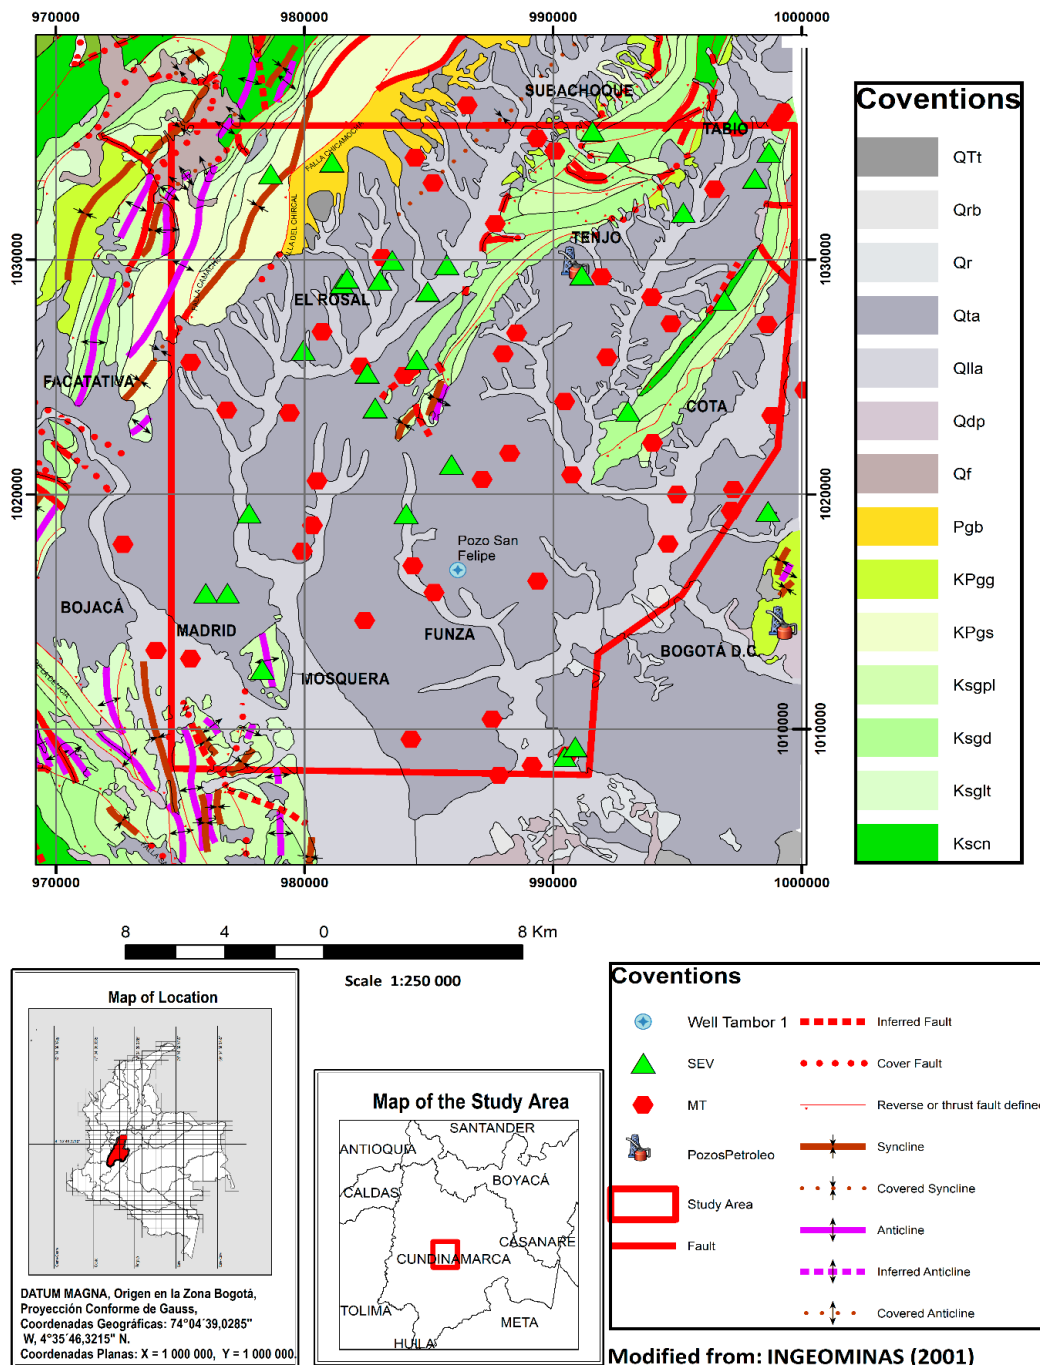 970000
980000
990000
1000000
SUBACHOQUE
TABIO
FALLA CHICAMOCHA
TENJO
1030000
1030000
EL ROSAL
FACATATIVA
COTA
1020000
1020000
Pozo San
Felipe
BOJACÁ
MADRID
FUNZA
BOGOTÁ D.C.
MOSQUERA
1010000
1010000
970000
980000
990000
1000000
Coventions
QTt
Qrb
Qr
Qta
Qlla
Qdp
Qf
Pgb
KPgg
KPgs
Ksgpl
Ksgd
Ksglt
Kscn
8
4
0
8 Km
Scale 1:250 000
Map of Location
DATUM MAGNA, Origen en la Zona Bogotá,
Proyección Conforme de Gauss,
Coordenadas Geográficas: 74°04´39,0285"
W, 4°35´46,3215" N.
Coordenadas Planas: X = 1 000 000, Y = 1 000 000.
Map of the Study Area
SANTANDER
ANTIOQUIA
BOYACÁ
CALDAS
CASANARE
CUNDINAMARCA
TOLIMA
META
HUILA
Coventions
Well Tambor 1
SEV
MT
PozosPetroleo
Study Area
Fault
Inferred Fault
Cover Fault
Reverse or thrust fault defined
Syncline
Covered Syncline
Anticline
Inferred Anticline
Covered Anticline
Modified from: INGEOMINAS (2001)